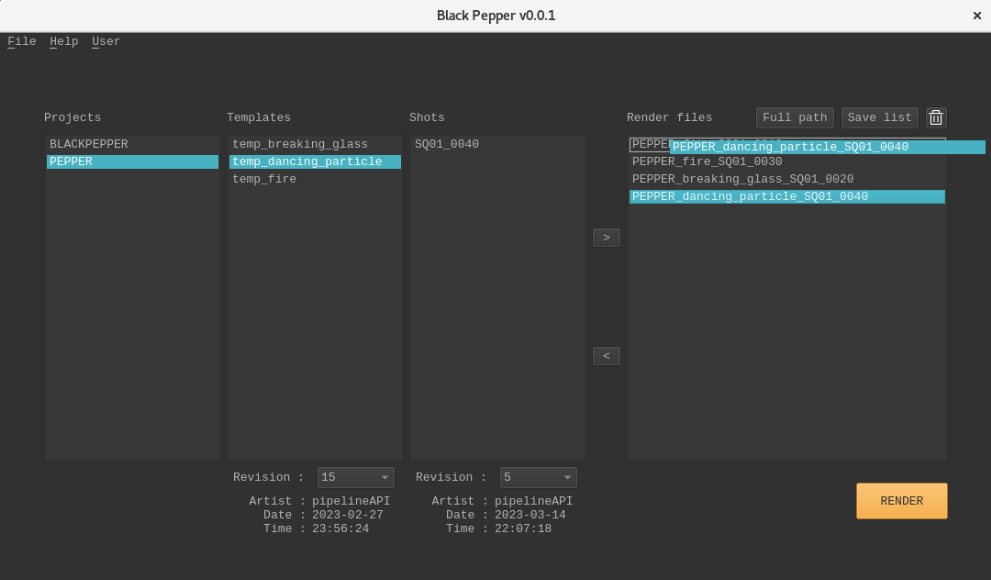 Black Pepper v0.0.1
File Help User
Projects
Templates
Shots
Render files
Full path
Save list
BLACKPEPPER
PEPPER
temp_breaking_glass
temp_dancing_particle
temp_fire
SQ01_0040
PEPPER_dancing_particle_SQ01_0040
PEPPER_fire_SQ01_0030
PEPPER_breaking_glass_SQ01_0020
PEPPER_dancing_particle_SQ01_0040
>
<
Revision : 15
Artist : pipelineAPI
Date : 2023-02-27
Time : 23:56:24
Revision : 5
Artist : pipelineAPI
Date : 2023-03-14
Time : 22:07:18
RENDER